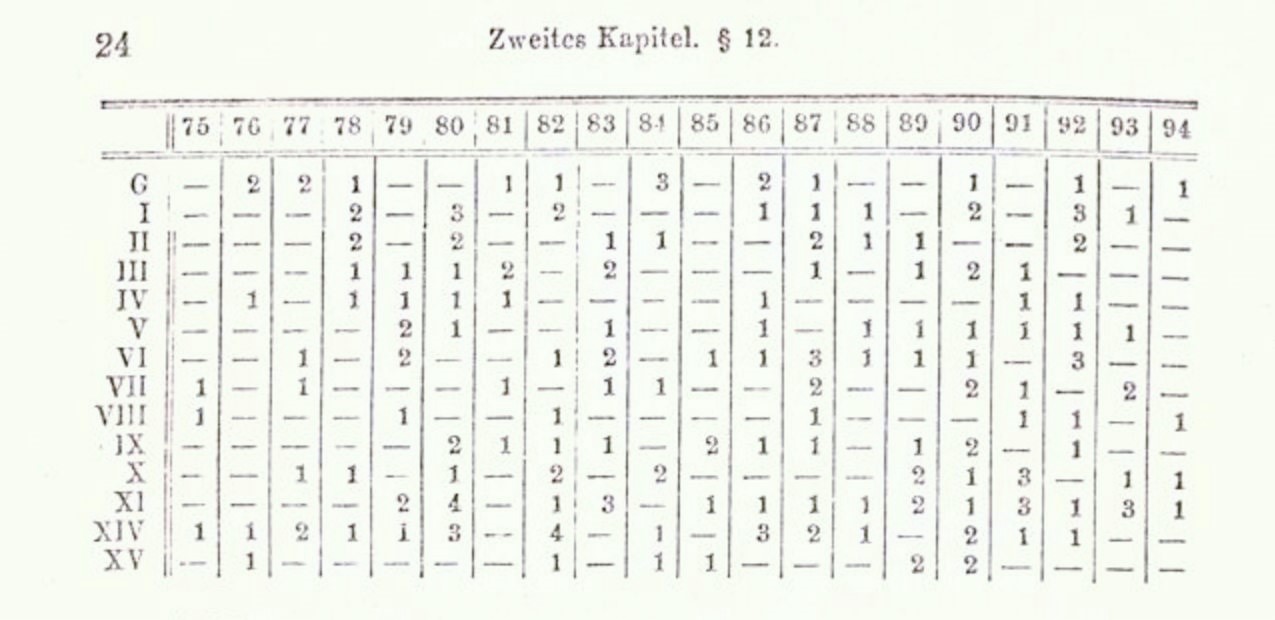 24 Zweites Kapitel. § 12.
75 76 77 78 79 80 81 82 83 84 85 86 87 88 89 90 91 92 93 94
G — 2 2 1 — — 1 1 — 3 — 2 1 — — 1 — 1 — 1
I — — — 2 — 3 — 2 — — — 1 1 1 — 2 — 3 1 —
II — — — 2 — 2 — — 1 1 — — 2 1 1 — — 2 — —
III — — — 1 1 1 2 — 2 — — — 1 — 1 2 1 — — —
IV — 1 — 1 1 1 1 — — — — 1 — — — — 1 1 — —
V — — — — 2 1 — — 1 — — 1 — 1 1 1 1 1 1 —
VI — — 1 — 2 — — 1 2 — 1 1 3 1 1 1 — 3 — —
VII 1 — 1 — — — 1 — 1 1 — — 2 — — 2 1 — 2 —
VIII 1 — — — 1 — — 1 — — — — 1 — — — 1 1 — 1
IX — — — — — 2 1 1 1 — 2 1 1 — 1 2 — 1 — —
X — — 1 1 — 1 — 2 — 2 — — — — 2 1 3 — 1 1
XI — — — — 2 4 — 1 3 — 1 1 1 1 2 1 3 1 3 1
XIV 1 1 2 1 1 3 — 4 — 1 — 3 2 1 — 2 1 1 — —
XV — 1 — — — — — 1 — 1 1 — — — 2 2 — — — —